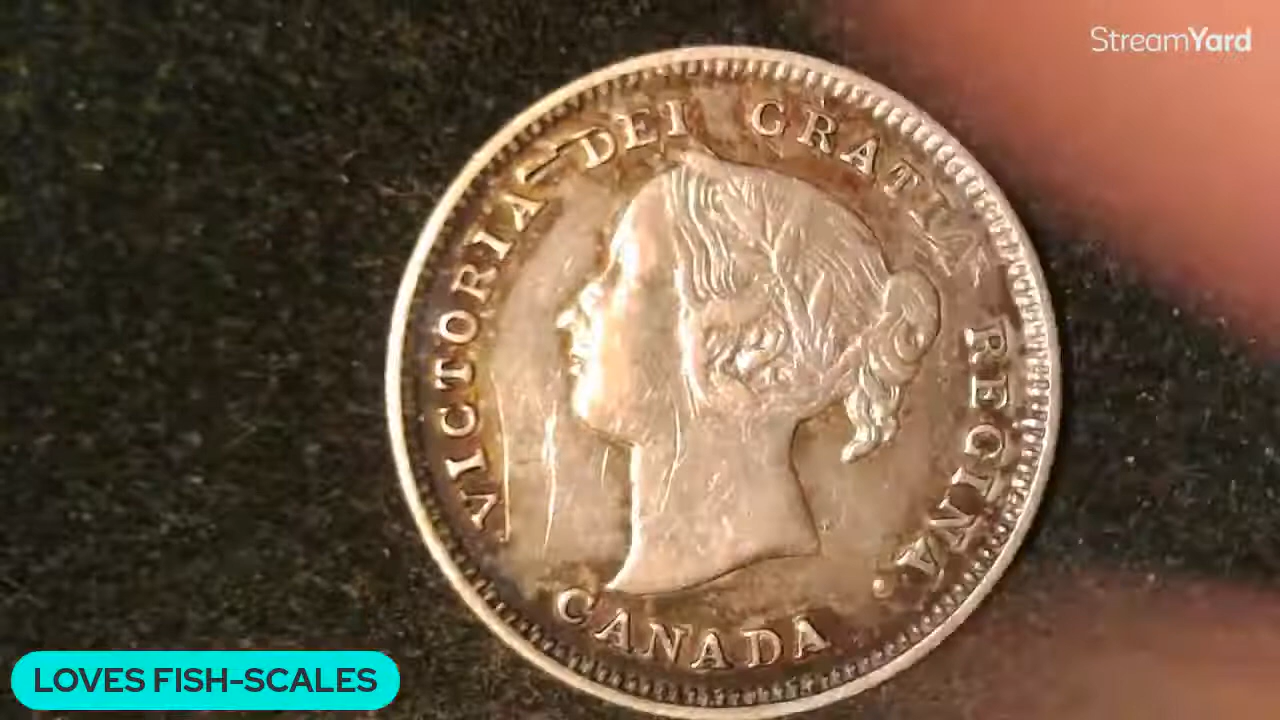 StreamYard
VICTORIA DEI GRATIA REGINA.
CANADA
LOVES FISH-SCALES